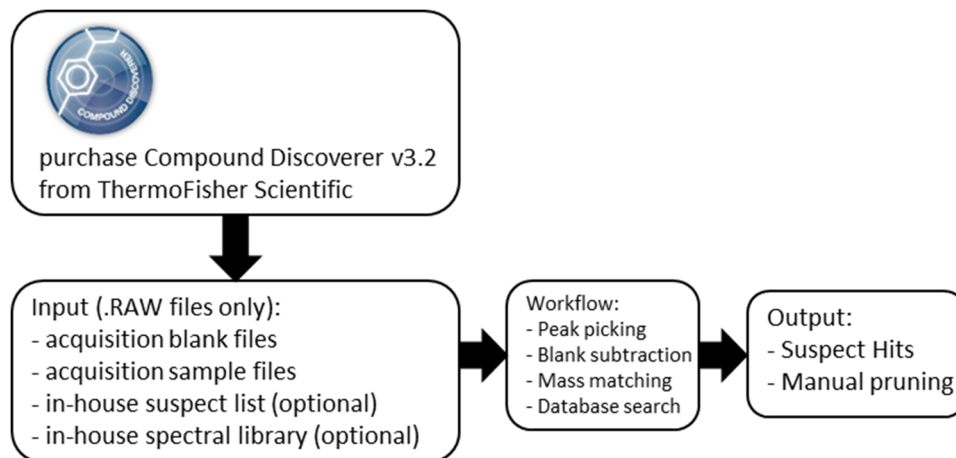 COMPOUND DISCOVERER
purchase Compound Discoverer v3.2
from ThermoFisher Scientific
Input (.RAW files only):
- acquisition blank files
- acquisition sample files
- in-house suspect list (optional)
- in-house spectral library (optional)
Workflow:
- Peak picking
- Blank subtraction
- Mass matching
- Database search
Output:
- Suspect Hits
- Manual pruning